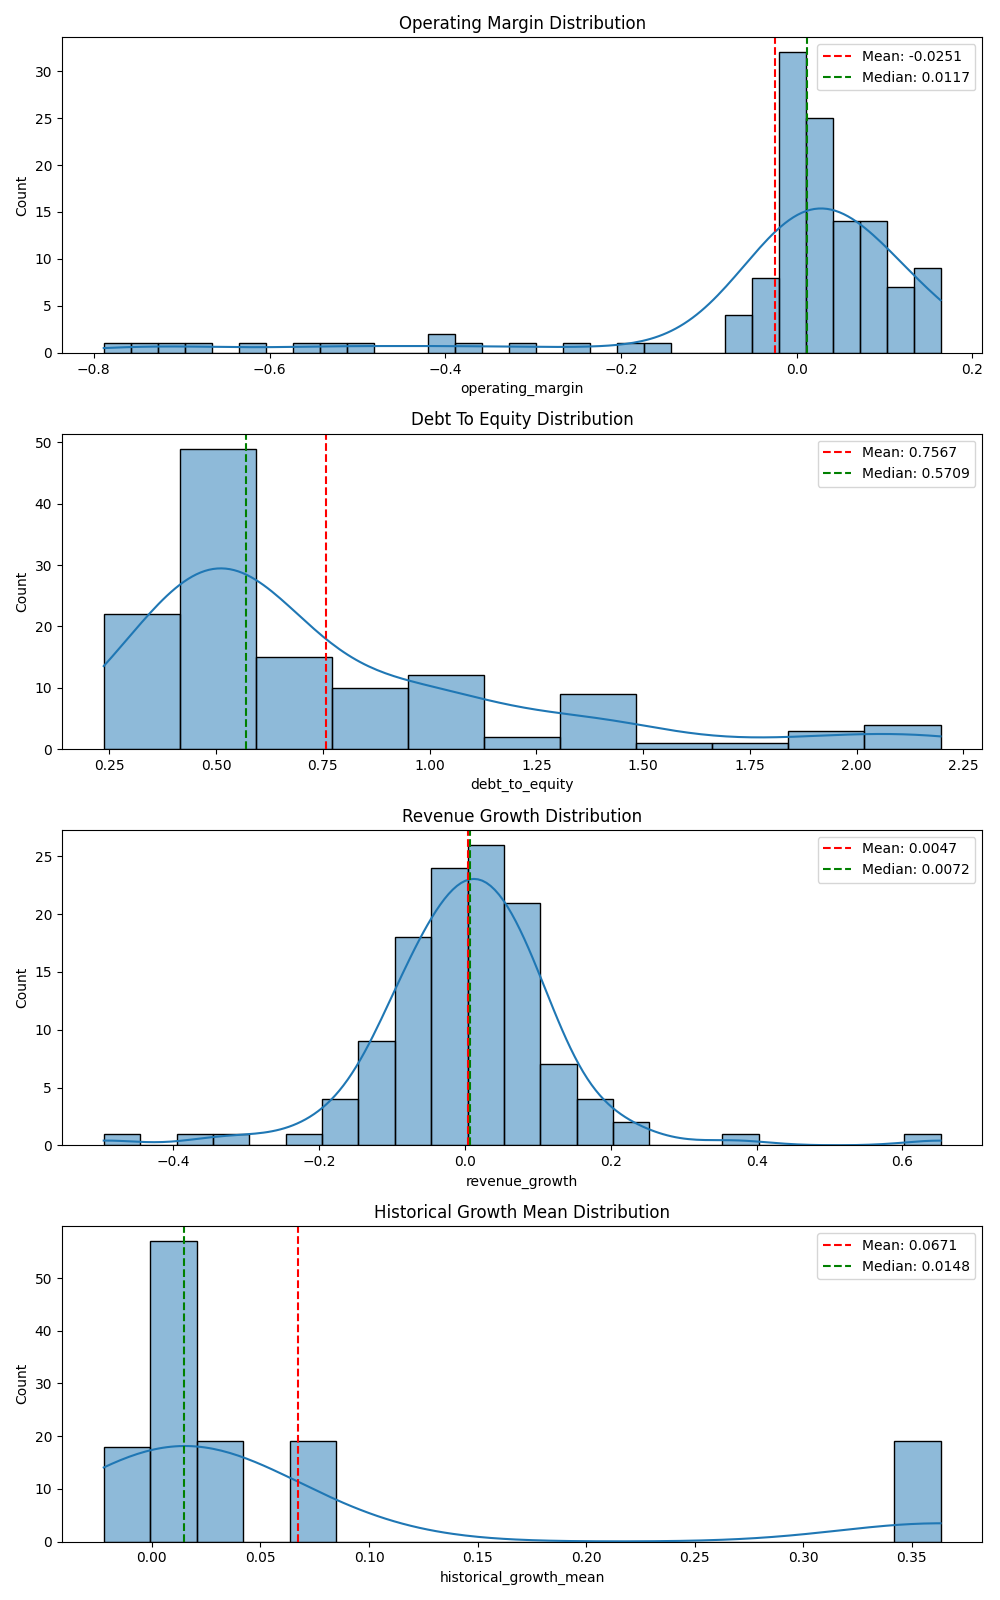 Operating Margin Distribution
Mean: -0.0251
Median: 0.0117
30
25
20
15
10
5
0
Count
−0.8 −0.6 −0.4 −0.2 0.0 0.2
operating_margin
Debt To Equity Distribution
Mean: 0.7567
Median: 0.5709
50
40
30
20
10
0
Count
0.25 0.50 0.75 1.00 1.25 1.50 1.75 2.00 2.25
debt_to_equity
Revenue Growth Distribution
Mean: 0.0047
Median: 0.0072
25
20
15
10
5
0
Count
−0.4 −0.2 0.0 0.2 0.4 0.6
revenue_growth
Historical Growth Mean Distribution
Mean: 0.0671
Median: 0.0148
50
40
30
20
10
0
Count
0.00 0.05 0.10 0.15 0.20 0.25 0.30 0.35
historical_growth_mean